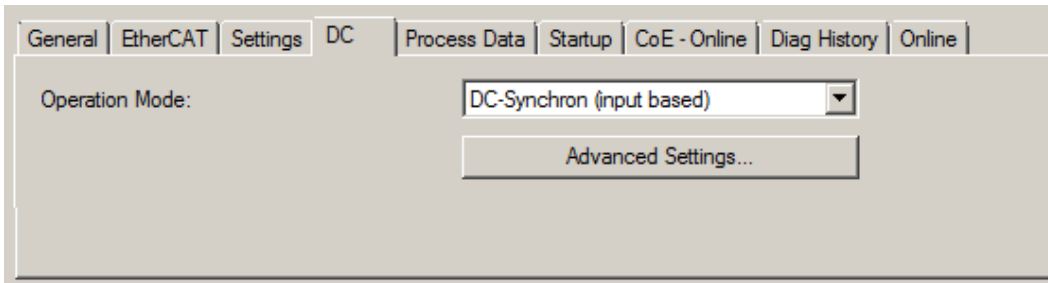 General EtherCAT Settings DC Process Data Startup CoE - Online Diag History Online
Operation Mode: DC-Synchron (input based)
Advanced Settings...